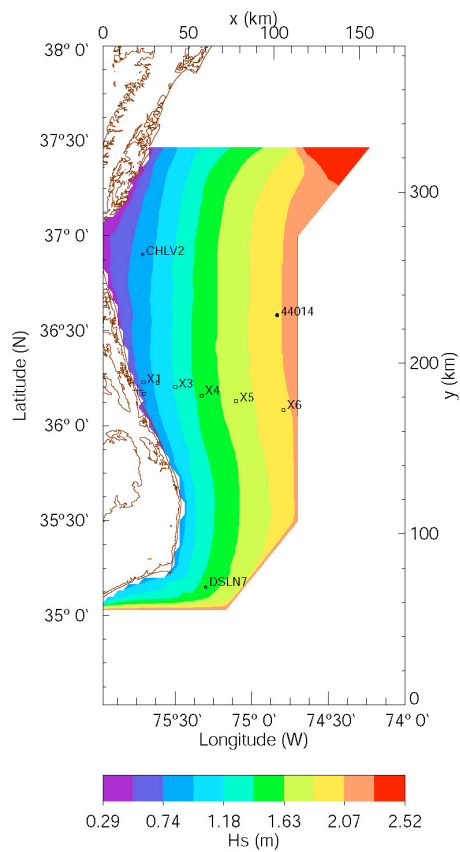 x (km)
0 50 100 150
38° 0'
37°30'
37° 0'
36°30'
36° 0'
35°30'
35° 0'
Latitude (N)
300
200
100
0
y (km)
CHLV2
44014
X1
X3
X4
X5
X6
DSLN7
75°30' 75° 0' 74°30' 74° 0'
Longitude (W)
0.29 0.74 1.18 1.63 2.07 2.52
Hs (m)